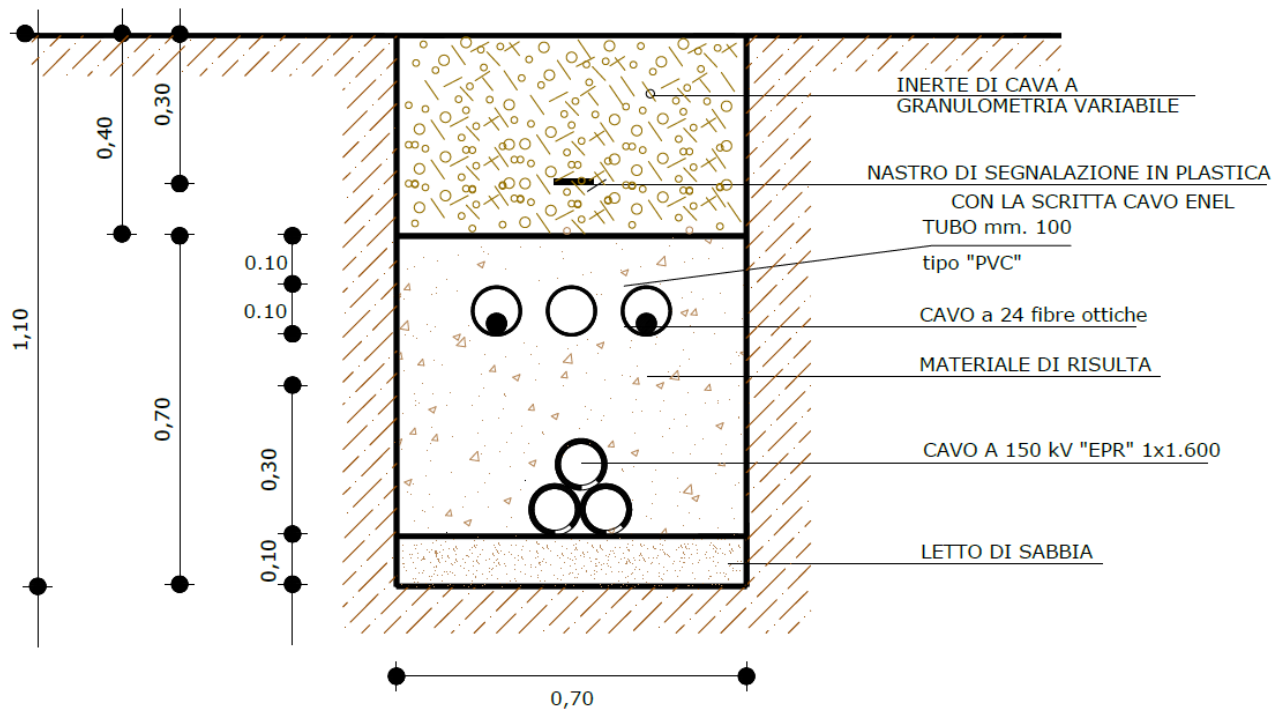 INERTE DI CAVA A
GRANULOMETRIA VARIABILE
NASTRO DI SEGNALAZIONE IN PLASTICA
CON LA SCRITTA CAVO ENEL
TUBO mm. 100
tipo "PVC"
CAVO a 24 fibre ottiche
MATERIALE DI RISULTA
CAVO A 150 kV "EPR" 1x1.600
LETTO DI SABBIA
1,10
0,40
0,30
0,70
0.10
0.10
0,30
0,10
0,70